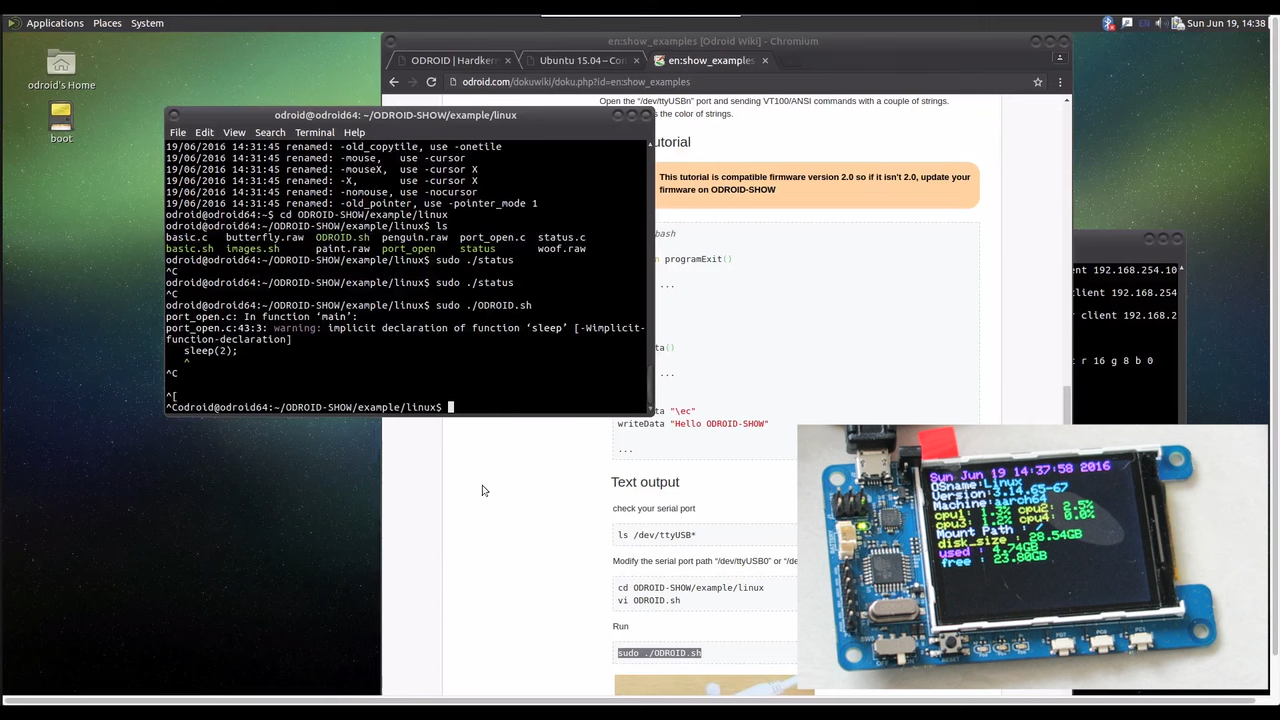 Applications Places System
EN
Sun Jun 19, 14:38
odroid's Home
boot
en:show_examples [Odroid Wiki] - Chromium
ODROID | Hardkern
Ubuntu 15.04 – Con
en:show_examples
odroid.com/dokuwiki/doku.php?id=en:show_examples
Open the “/dev/ttyUSBn” port and sending VT100/ANSI commands with a couple of strings.
s the color of strings.
utorial
This tutorial is compatible firmware version 2.0 so if it isn't 2.0, update your
firmware on ODROID-SHOW
bash
n programExit()
...
ta()
...
ta "\ec"
writeData "Hello ODROID-SHOW"
...
Text output
check your serial port
ls /dev/ttyUSB*
Modify the serial port path “/dev/ttyUSB0” or “/de
cd ODROID-SHOW/example/linux
vi ODROID.sh
Run
sudo ./ODROID.sh
odroid@odroid64: ~/ODROID-SHOW/example/linux
File Edit View Search Terminal Help
19/06/2016 14:31:45 renamed: -old_copytile, use -onetile
19/06/2016 14:31:45 renamed: -mouse,   use -cursor
19/06/2016 14:31:45 renamed: -mouseX,  use -cursor X
19/06/2016 14:31:45 renamed: -X,       use -cursor X
19/06/2016 14:31:45 renamed: -nomouse, use -nocursor
19/06/2016 14:31:45 renamed: -old_pointer, use -pointer_mode 1
odroid@odroid64:~$ cd ODROID-SHOW/example/linux
odroid@odroid64:~/ODROID-SHOW/example/linux$ ls
basic.c   butterfly.raw  ODROID.sh  penguin.raw  port_open.c  status.c
basic.sh  images.sh      paint.raw  port_open    status       woof.raw
odroid@odroid64:~/ODROID-SHOW/example/linux$ sudo ./status
^C
odroid@odroid64:~/ODROID-SHOW/example/linux$ sudo ./status
^C
odroid@odroid64:~/ODROID-SHOW/example/linux$ sudo ./ODROID.sh
port_open.c: In function ‘main’:
port_open.c:43:3: warning: implicit declaration of function ‘sleep’ [-Wimplicit-
function-declaration]
   sleep(2);
   ^
^C
^[
^Codroid@odroid64:~/ODROID-SHOW/example/linux$
client 192.168.254.10
client 192.168.254
r client 192.168.2
t r 16 g 8 b 0
Sun Jun 19 14:37:58 2016
OSname:Linux
Version:3.14.65-67
Machine:aarch64
cpu1: 1.3% cpu2: 2.5%
cpu3: 1.2% cpu4: 0.0%
Mount Path : /
disk_size : 28.54GB
used : 4.74GB
free : 23.80GB
RESET